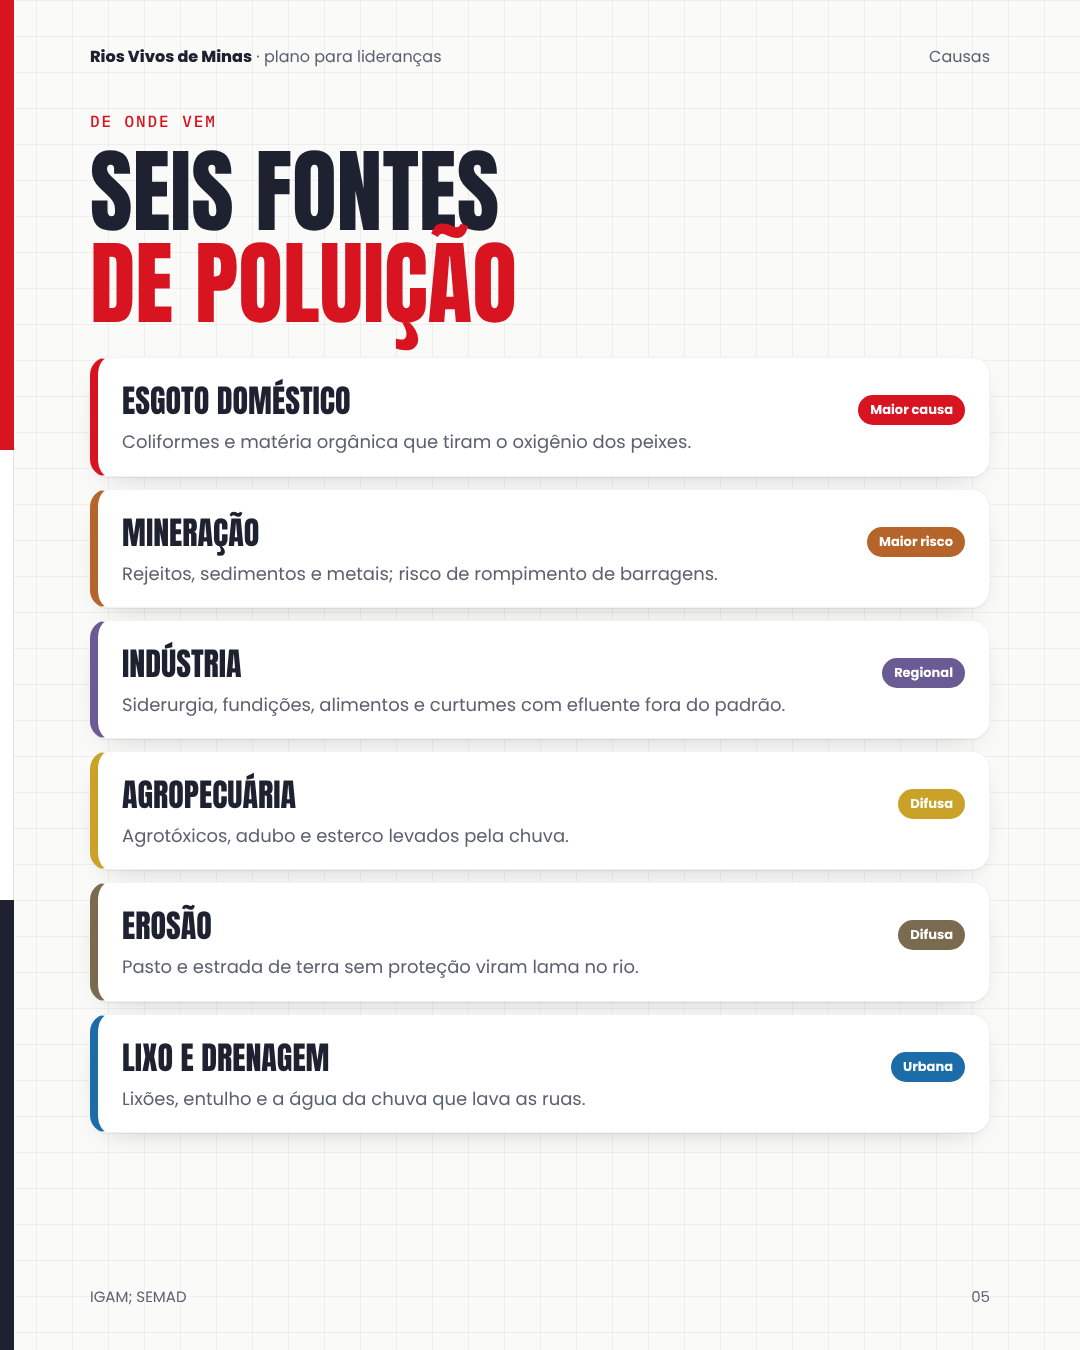 Rios Vivos de Minas · plano para lideranças
Causas
DE ONDE VEM
SEIS FONTES
DE POLUIÇÃO
ESGOTO DOMÉSTICO
Maior causa
Coliformes e matéria orgânica que tiram o oxigênio dos peixes.
MINERAÇÃO
Maior risco
Rejeitos, sedimentos e metais; risco de rompimento de barragens.
INDÚSTRIA
Regional
Siderurgia, fundições, alimentos e curtumes com efluente fora do padrão.
AGROPECUÁRIA
Difusa
Agrotóxicos, adubo e esterco levados pela chuva.
EROSÃO
Difusa
Pasto e estrada de terra sem proteção viram lama no rio.
LIXO E DRENAGEM
Urbana
Lixões, entulho e a água da chuva que lava as ruas.
IGAM; SEMAD
05